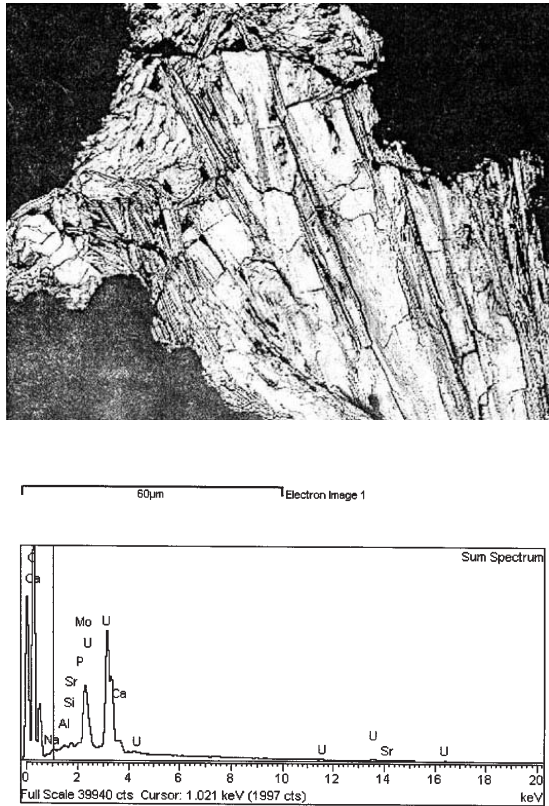 60µm Electron Image 1
Sum Spectrum
C
Ca
Mo U
U
P
Sr
Ca
Si
Al
Na
U
U
U
Sr
U
0 2 4 6 8 10 12 14 16 18 20
Full Scale 39940 cts Cursor: 1.021 keV (1997 cts) keV